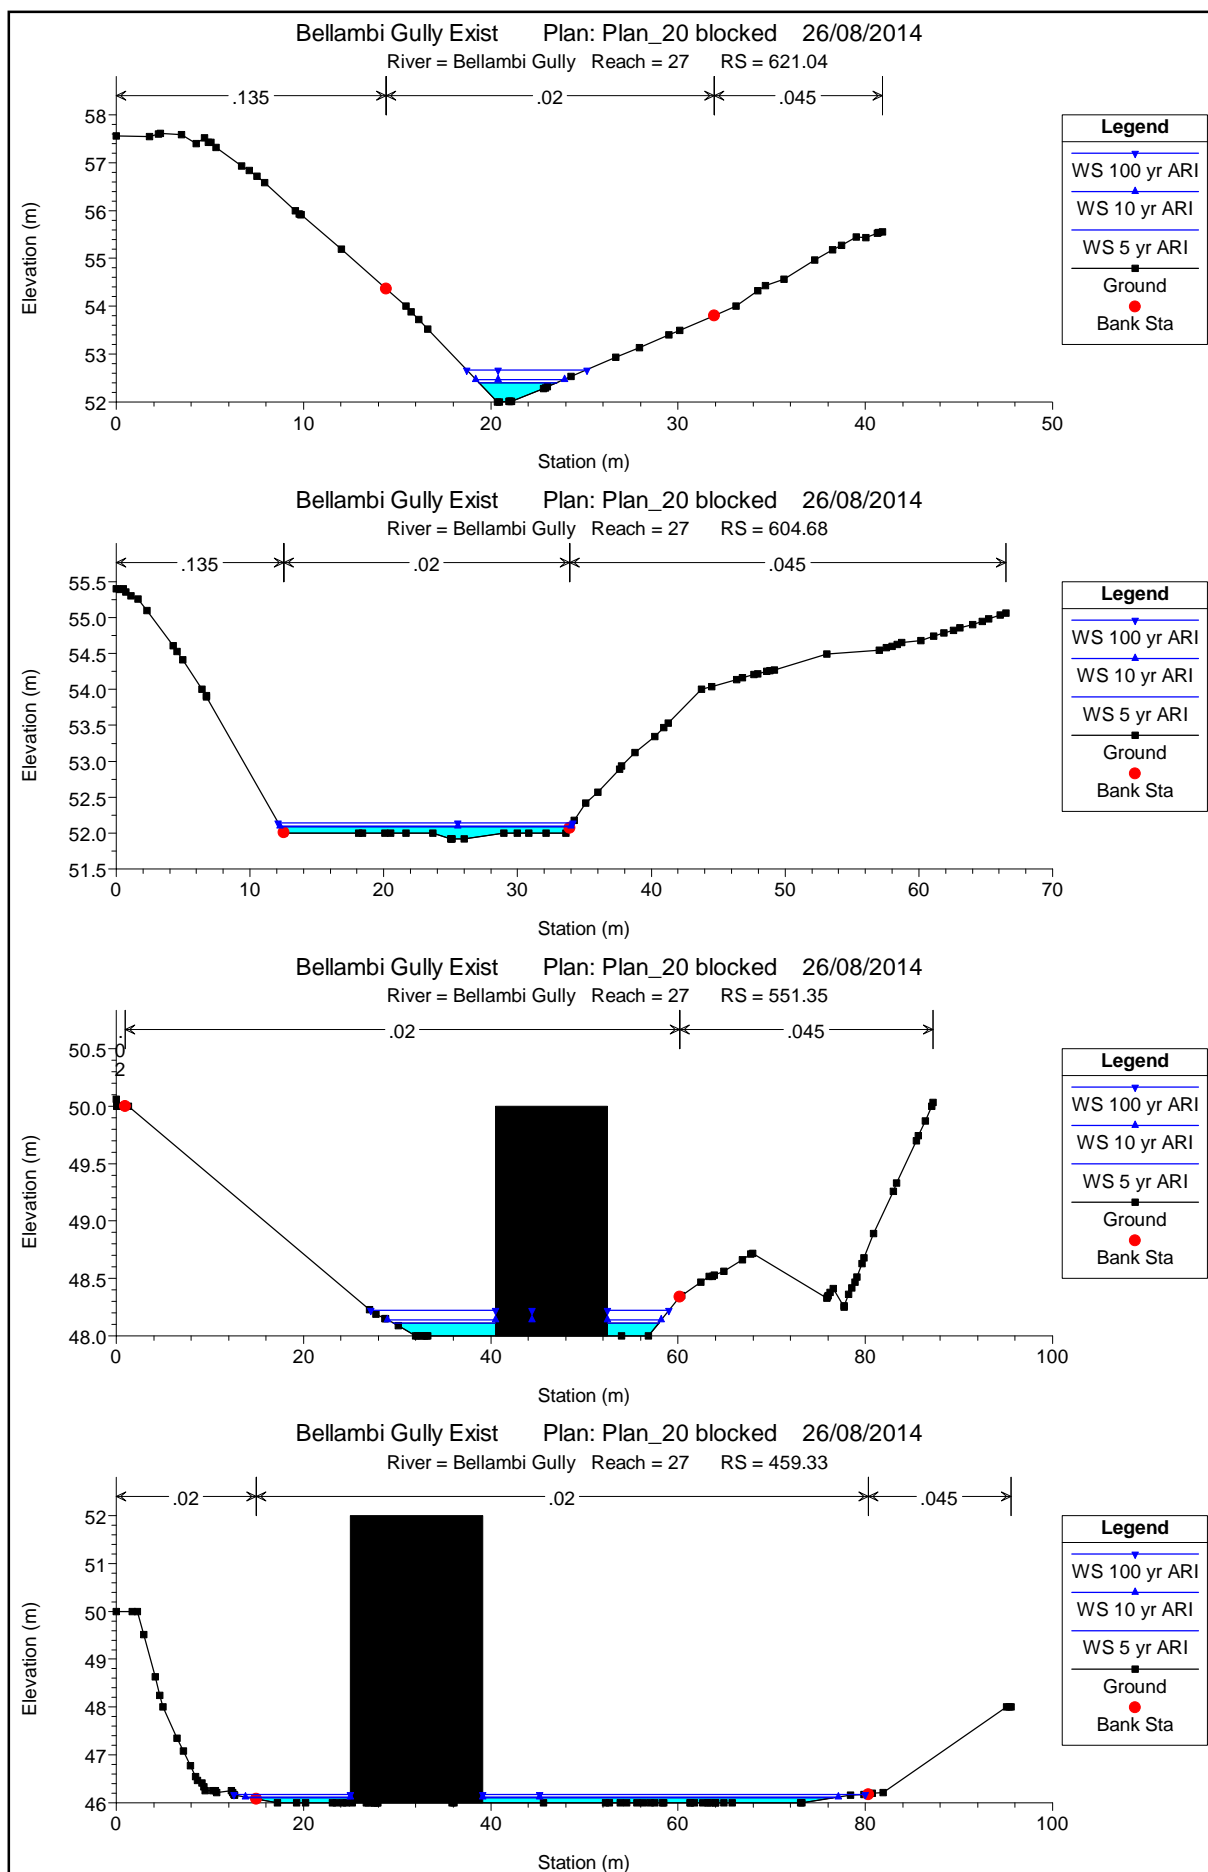 Bellambi Gully Exist Plan: Plan_20 blocked 26/08/2014
River = Bellambi Gully Reach = 27 RS = 621.04
.135 .02 .045
58
57
56
55
54
53
52
Elevation (m)
0 10 20 30 40 50
Station (m)
Legend
WS 100 yr ARI
WS 10 yr ARI
WS 5 yr ARI
Ground
Bank Sta
Bellambi Gully Exist Plan: Plan_20 blocked 26/08/2014
River = Bellambi Gully Reach = 27 RS = 604.68
.135 .02 .045
55.5
55.0
54.5
54.0
53.5
53.0
52.5
52.0
51.5
Elevation (m)
0 10 20 30 40 50 60 70
Station (m)
Legend
WS 100 yr ARI
WS 10 yr ARI
WS 5 yr ARI
Ground
Bank Sta
Bellambi Gully Exist Plan: Plan_20 blocked 26/08/2014
River = Bellambi Gully Reach = 27 RS = 551.35
.02 .02 .045
50.5
50.0
49.5
49.0
48.5
48.0
Elevation (m)
0 20 40 60 80 100
Station (m)
Legend
WS 100 yr ARI
WS 10 yr ARI
WS 5 yr ARI
Ground
Bank Sta
Bellambi Gully Exist Plan: Plan_20 blocked 26/08/2014
River = Bellambi Gully Reach = 27 RS = 459.33
.02 .02 .045
52
51
50
49
48
47
46
Elevation (m)
0 20 40 60 80 100
Station (m)
Legend
WS 100 yr ARI
WS 10 yr ARI
WS 5 yr ARI
Ground
Bank Sta